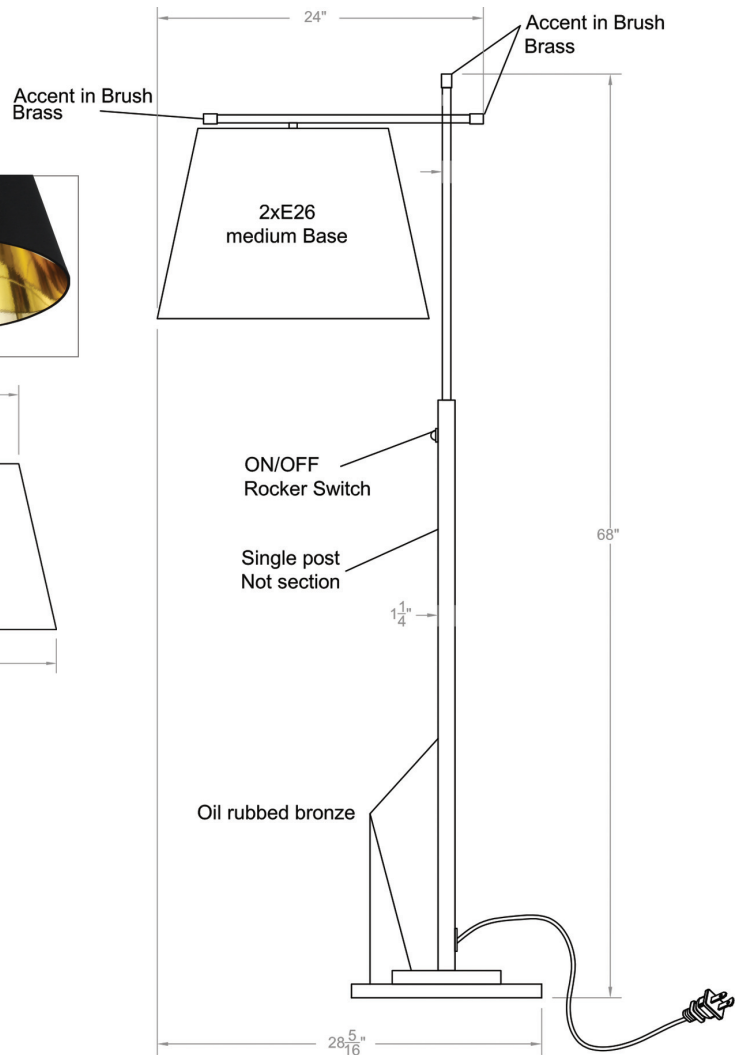 24"
Accent in Brush
Brass
Accent in Brush
Brass
2xE26
medium Base
ON/OFF
Rocker Switch
68"
Single post
Not section
1 1/4"
Oil rubbed bronze
28 5/16"